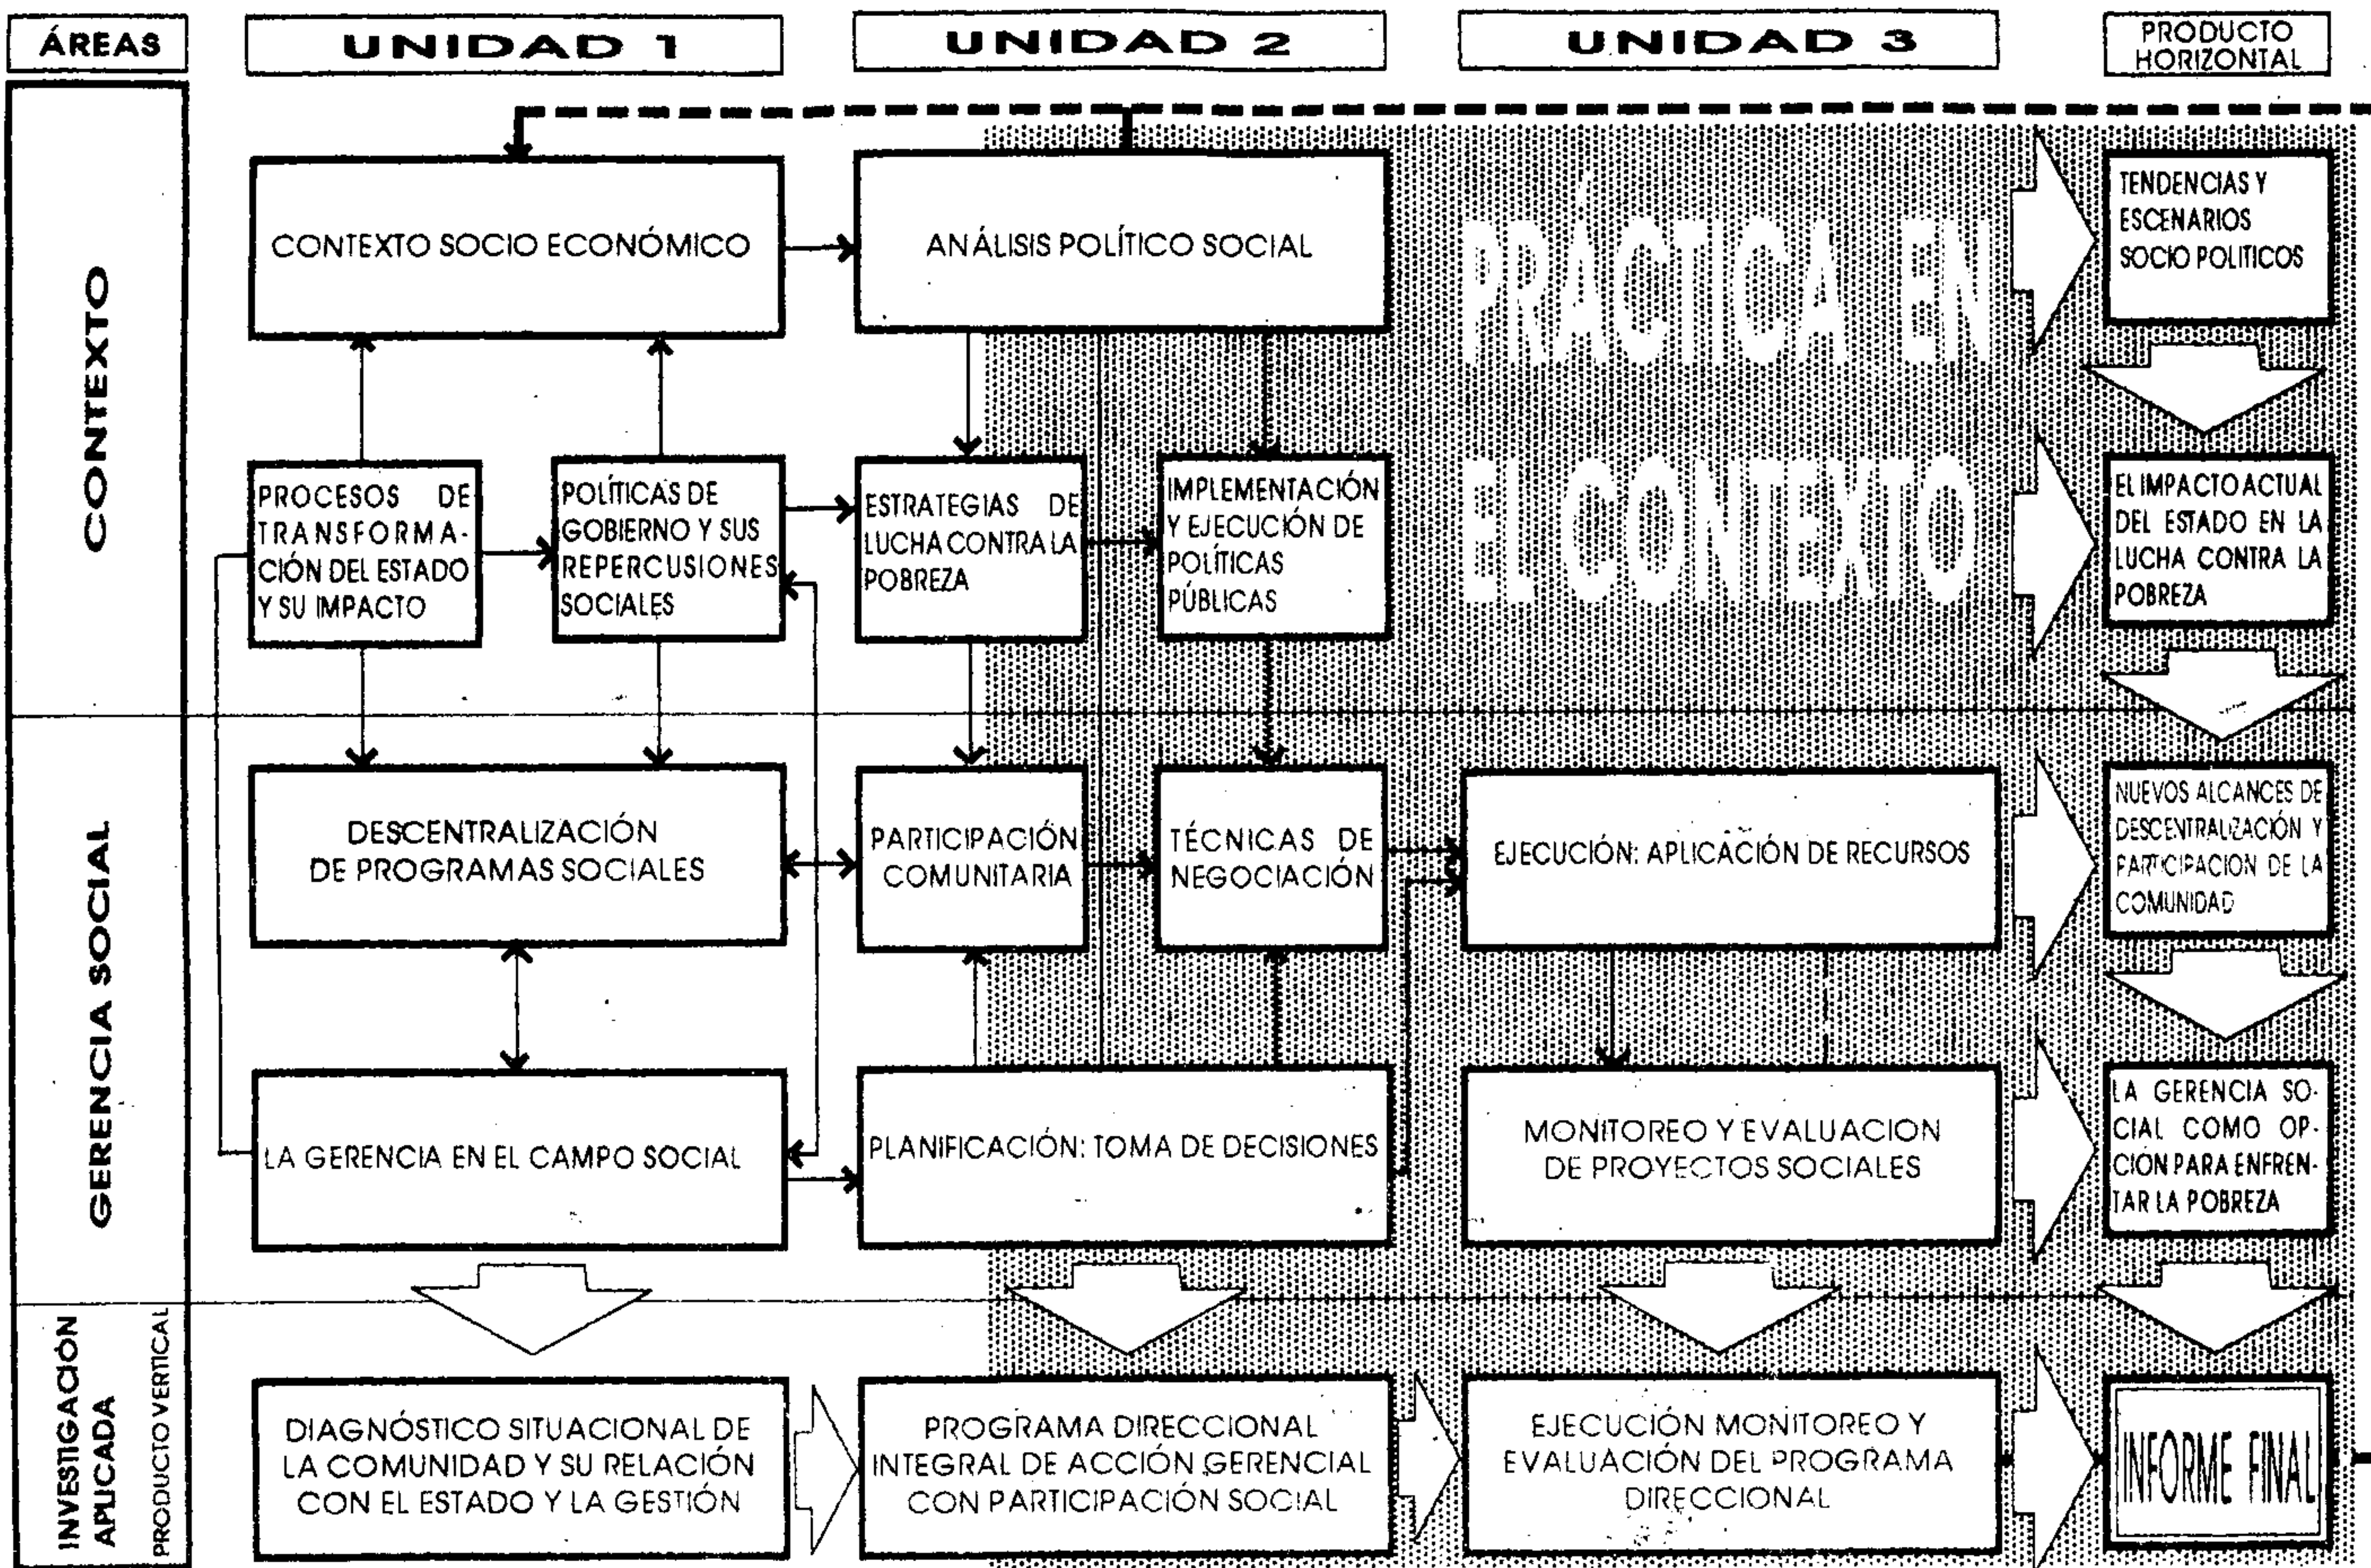 ÁREAS
UNIDAD 1
UNIDAD 2
UNIDAD 3
PRODUCTO
HORIZONTAL
CONTEXTO
CONTEXTO SOCIO ECONÓMICO
ANÁLISIS POLÍTICO SOCIAL
PRÁCTICA EN
EL CONTEXTO
TENDENCIAS Y
ESCENARIOS
SOCIO POLITICOS
PROCESOS DE
TRANSFORMA-
CIÓN DEL ESTADO
Y SU IMPACTO
POLÍTICAS DE
GOBIERNO Y SUS
REPERCUSIONES
SOCIALES
ESTRATEGIAS DE
LUCHA CONTRA LA
POBREZA
IMPLEMENTACIÓN
Y EJECUCIÓN DE
POLÍTICAS
PÚBLICAS
EL IMPACTO ACTUAL
DEL ESTADO EN LA
LUCHA CONTRA LA
POBREZA
GERENCIA SOCIAL
DESCENTRALIZACIÓN
DE PROGRAMAS SOCIALES
PARTICIPACIÓN
COMUNITARIA
TÉCNICAS DE
NEGOCIACIÓN
EJECUCIÓN: APLICACIÓN DE RECURSOS
NUEVOS ALCANCES DE
DESCENTRALIZACIÓN Y
PARTICIPACION DE LA
COMUNIDAD
LA GERENCIA EN EL CAMPO SOCIAL
PLANIFICACIÓN: TOMA DE DECISIONES
MONITOREO Y EVALUACION
DE PROYECTOS SOCIALES
LA GERENCIA SO-
CIAL COMO OP-
CIÓN PARA ENFREN-
TAR LA POBREZA
INVESTIGACIÓN
APLICADA
PRODUCTO VERTICAL
DIAGNÓSTICO SITUACIONAL DE
LA COMUNIDAD Y SU RELACIÓN
CON EL ESTADO Y LA GESTIÓN
PROGRAMA DIRECCIONAL
INTEGRAL DE ACCIÓN GERENCIAL
CON PARTICIPACIÓN SOCIAL
EJECUCIÓN MONITOREO Y
EVALUACIÓN DEL PROGRAMA
DIRECCIONAL
INFORME FINAL